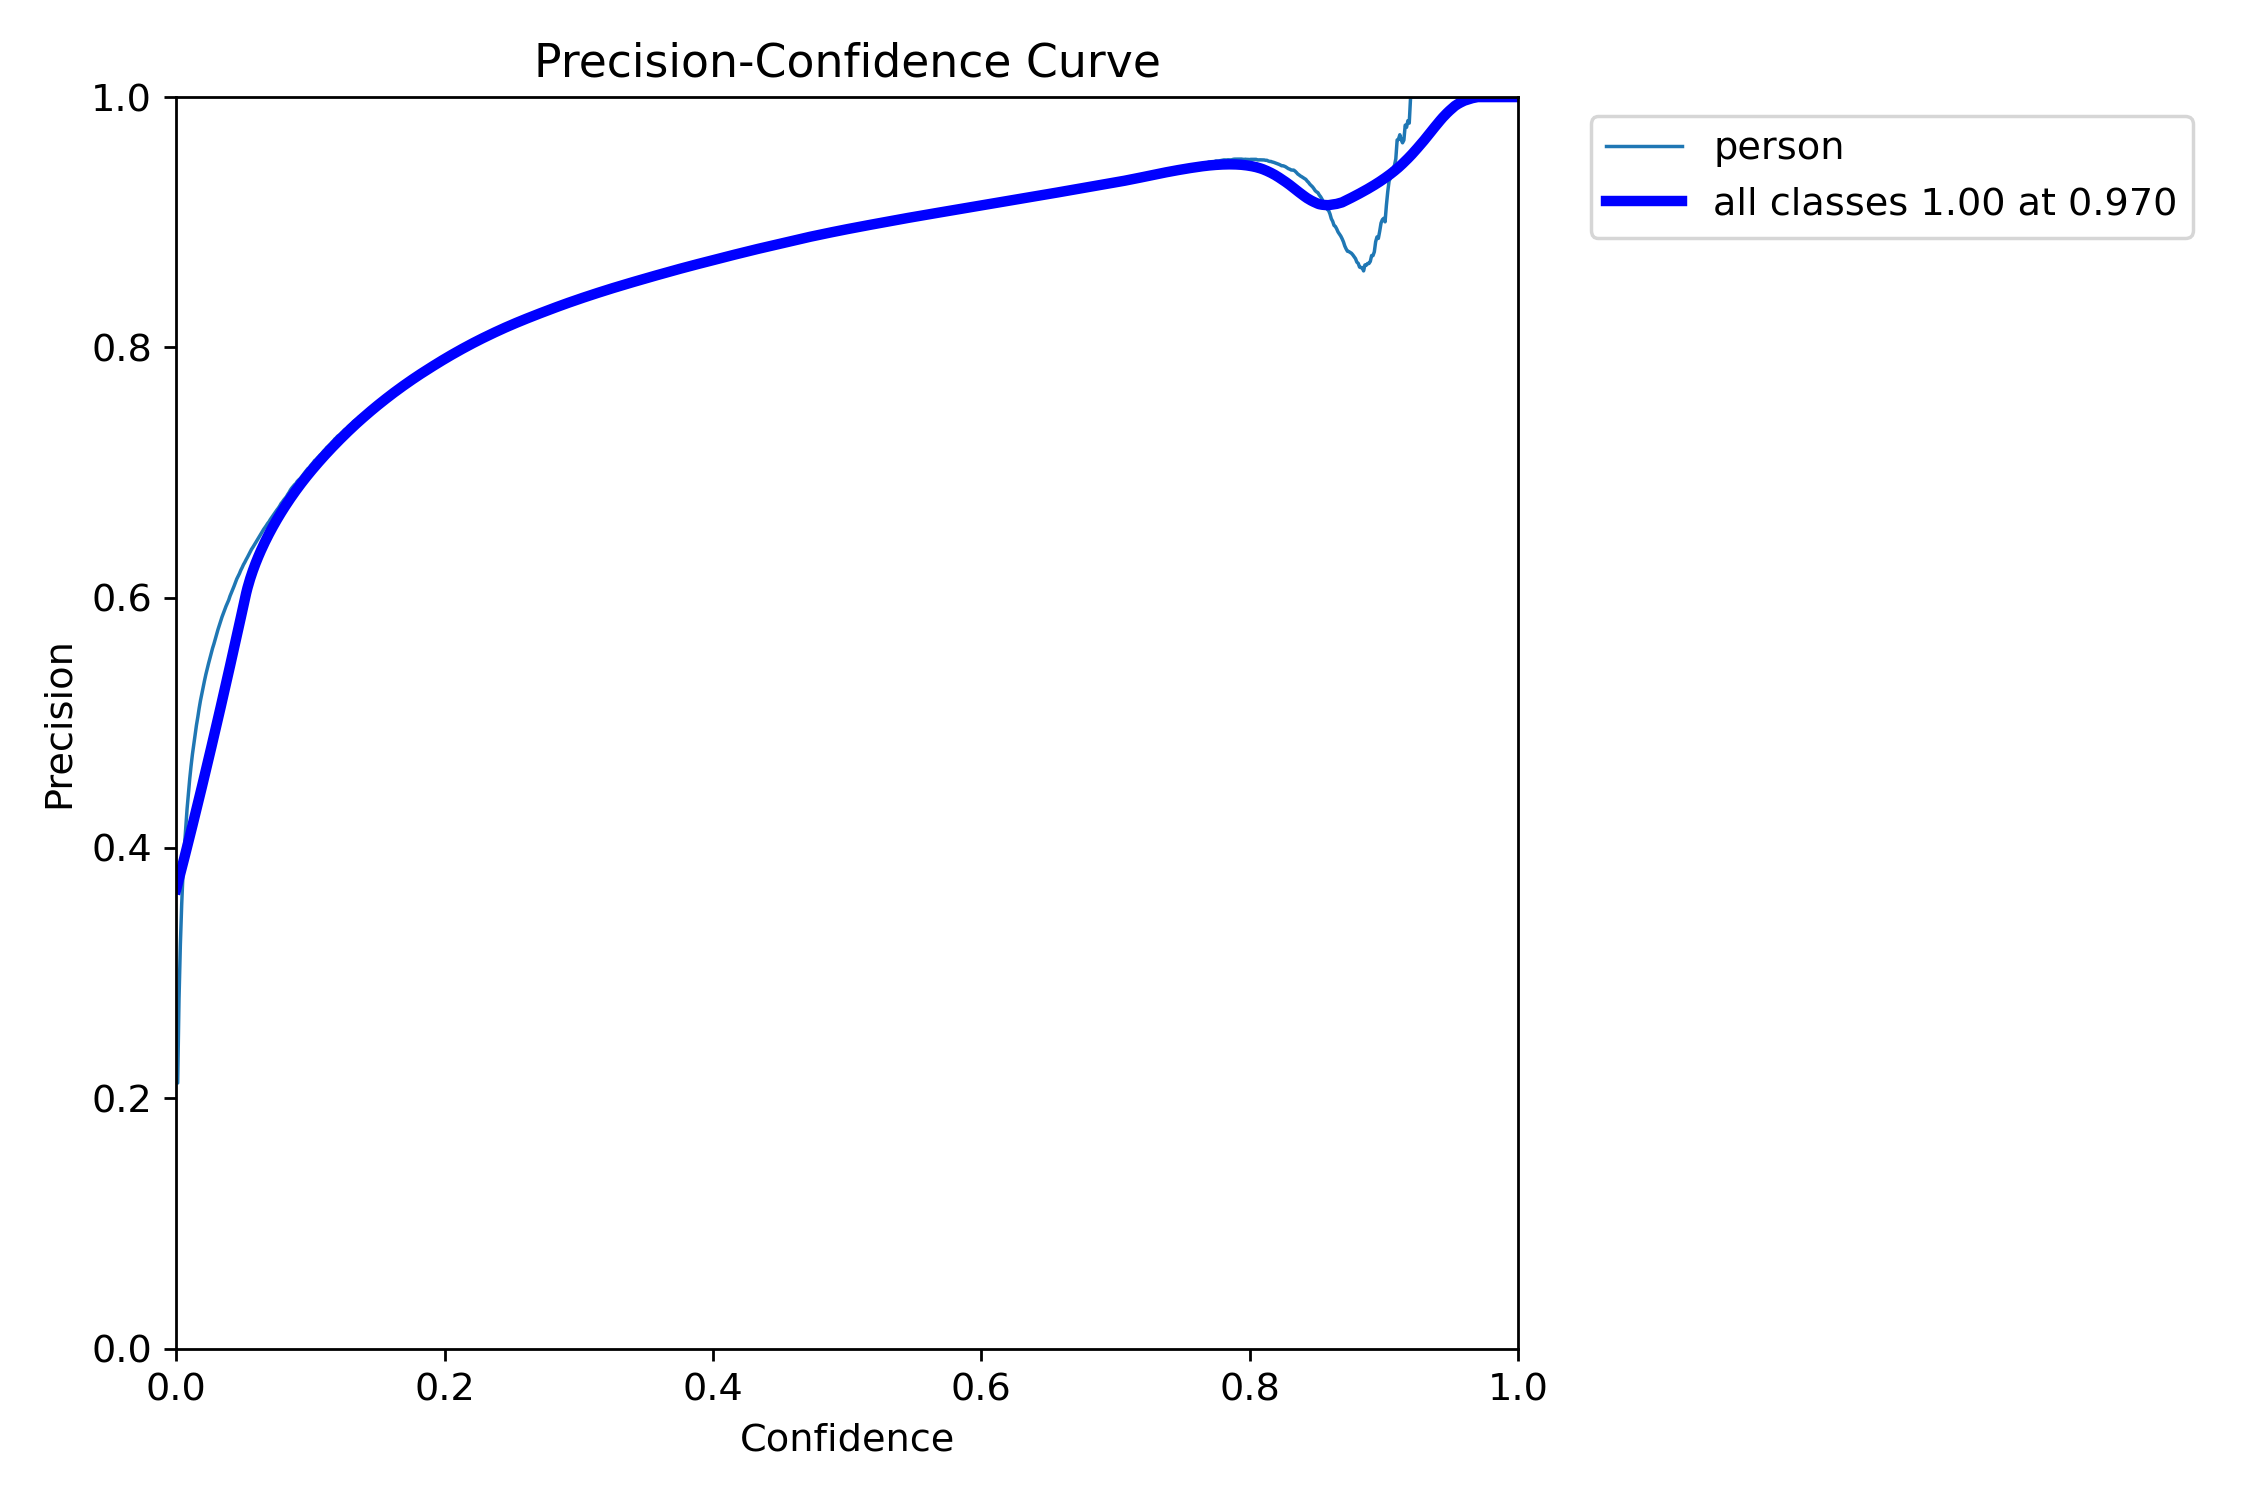 Precision-Confidence Curve
1.0
0.8
0.6
0.4
0.2
0.0
Precision
0.0 0.2 0.4 0.6 0.8 1.0
Confidence
person
all classes 1.00 at 0.970